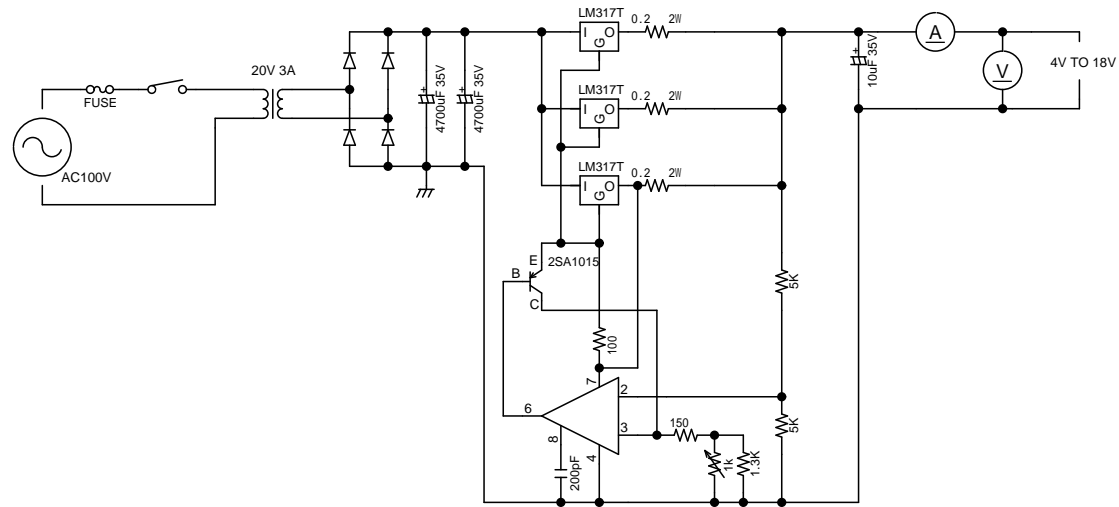 LM317T
0.2 2W
I O
G
A
20V 3A
4700uF 35V
4700uF 35V
+
+
+
10uF 35V
V
4V TO 18V
FUSE
LM317T
0.2 2W
I O
G
AC100V
LM317T
0.2 2W
I O
G
E
2SA1015
B
C
5K
100
7
2
6
3
150
5K
8
4
200pF
1k
1.3K